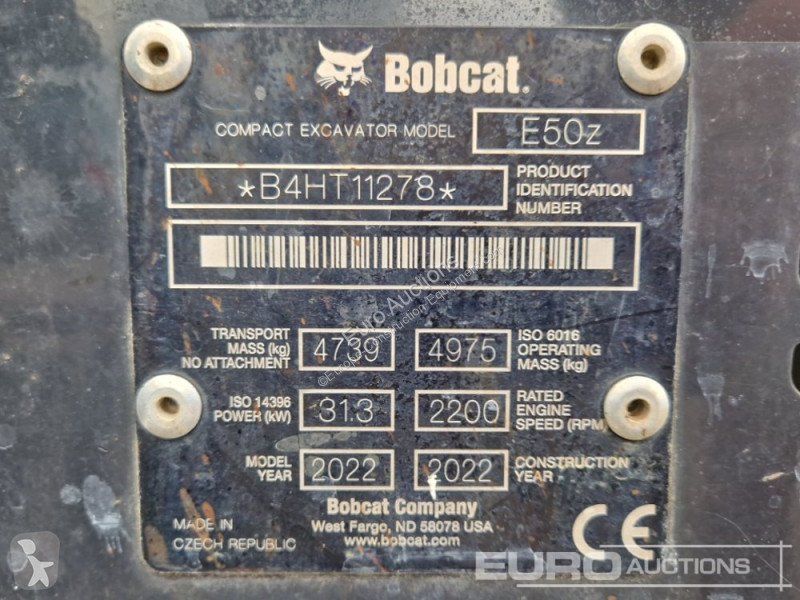 Bobcat.
COMPACT EXCAVATOR MODEL E50z
*B4HT11278* PRODUCT IDENTIFICATION NUMBER
TRANSPORT MASS (kg) NO ATTACHMENT 4739 4975 ISO 6016 OPERATING MASS (kg)
ISO 14396 POWER (kW) 31.3 2200 RATED ENGINE SPEED (RPM)
MODEL YEAR 2022 2022 CONSTRUCTION YEAR
Bobcat Company
West Fargo, ND 58078 USA
www.bobcat.com
MADE IN
CZECH REPUBLIC
CE
Euro Auctions
EURO AUCTIONS